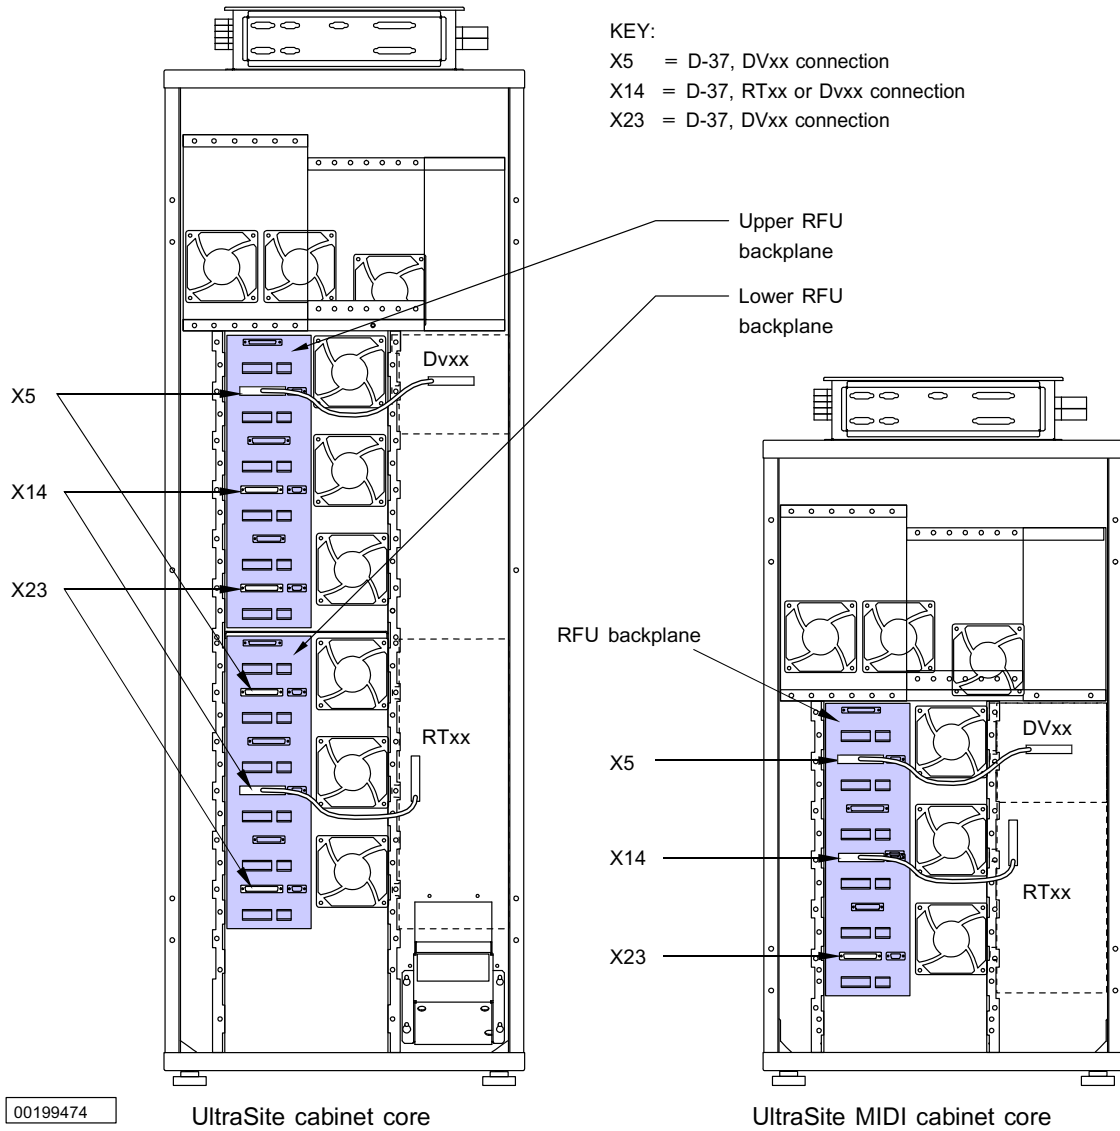 KEY:
X5 = D-37, DVxx connection
X14 = D-37, RTxx or Dvxx connection
X23 = D-37, DVxx connection
Upper RFU
backplane
Lower RFU
backplane
Dvxx
X5
X14
X23
RTxx
RFU backplane
DVxx
X5
X14
RTxx
X23
00199474
UltraSite cabinet core
UltraSite MIDI cabinet core